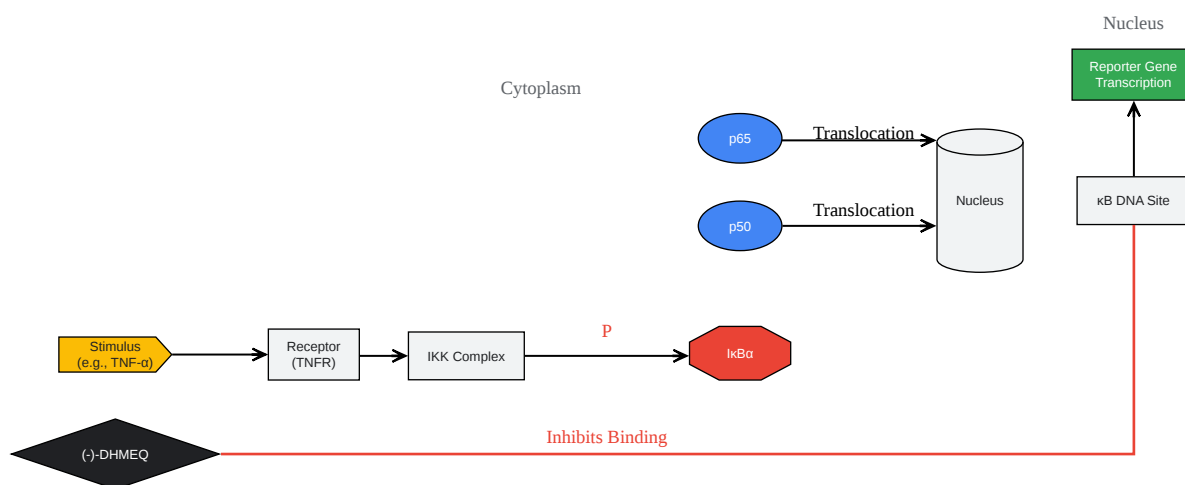 Nucleus
Reporter Gene
Transcription
Cytoplasm
p65
Translocation
κB DNA Site
Nucleus
p50
Translocation
Stimulus
(e.g., TNF-α)
Receptor
(TNFR)
IKK Complex
P
IκBα
(-)-DHMEQ
Inhibits Binding